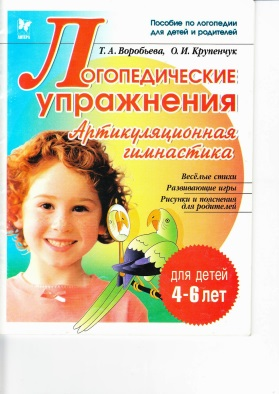 Пособие по логопедии
для детей и родителей
Т. А. Воробьева, О. И. Крупенчук
Логопедические
упражнения
Артикуляционная
гимнастика
Весёлые стихи
Развивающие игры
Рисунки и пояснения
для родителей
для детей
4-6 лет